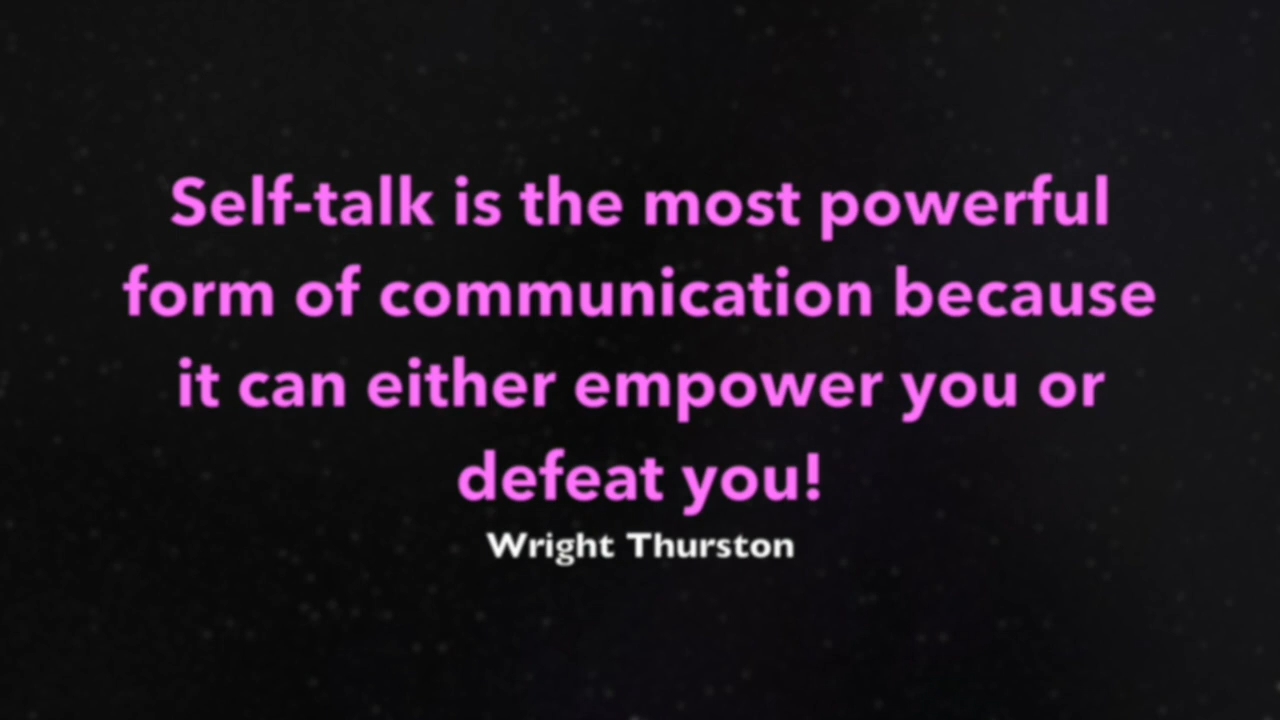 Self-talk is the most powerful
form of communication because
it can either empower you or
defeat you!
Wright Thurston